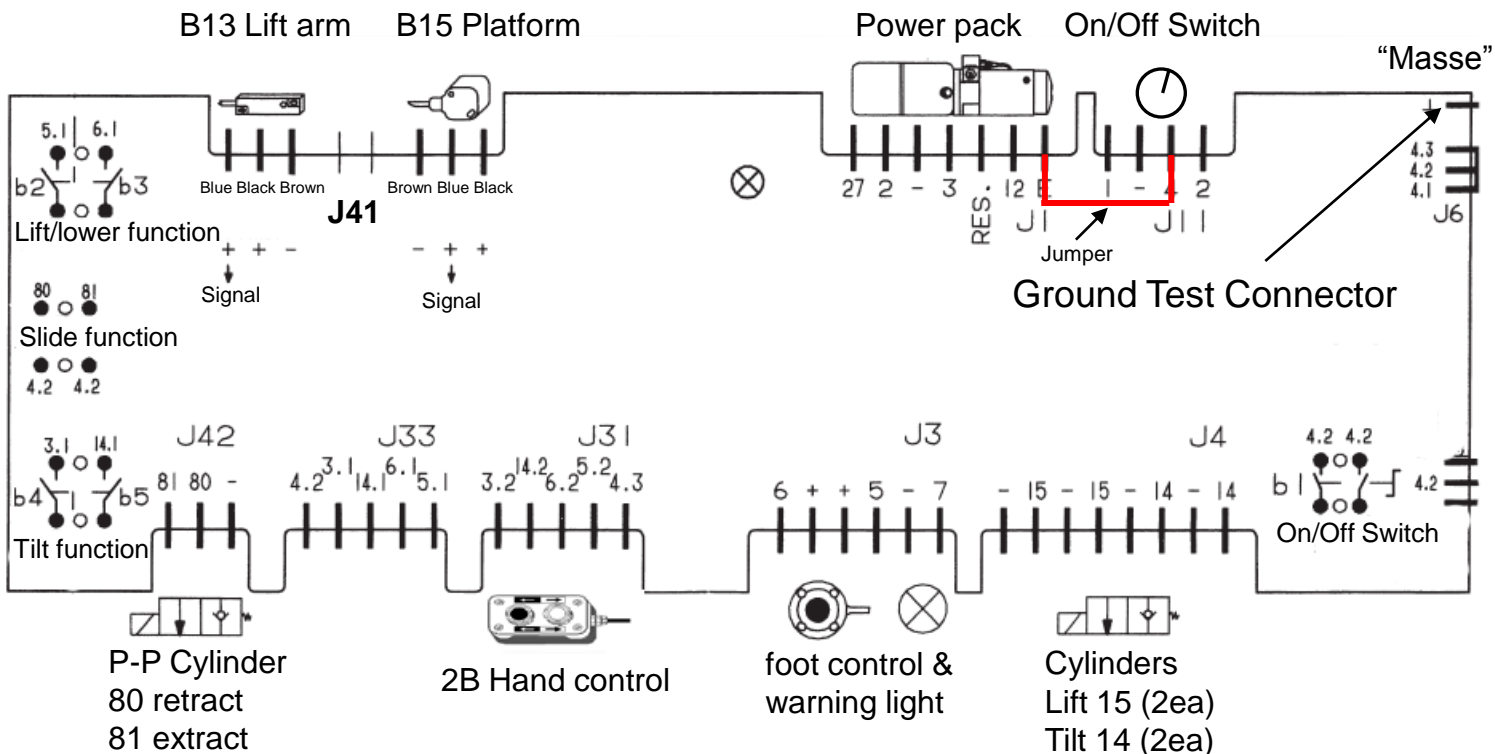 B13 Lift arm B15 Platform Power pack On/Off Switch
“Masse”
5.1 6.1
b2 b3
Lift/lower function
Blue Black Brown Brown Blue Black
J41
+ + - - + +
Signal Signal
27 2 - 3 RES. 12 E 1 - 4 2
J1 J11
Jumper
4.3
4.2
4.1
J6
Ground Test Connector
80 81
Slide function
4.2 4.2
3.1 14.1
b4 b5
Tilt function
J42 J33 J31 J3 J4
81 80 - 4.2 3.1 14.1 6.1 5.1 3.2 14.2 6.2 5.2 4.3 6 + + 5 - 7 - 15 - 15 - 14 - 14
4.2 4.2
b1 4.2
On/Off Switch
P-P Cylinder
80 retract
81 extract
2B Hand control
foot control &
warning light
Cylinders
Lift 15 (2ea)
Tilt 14 (2ea)